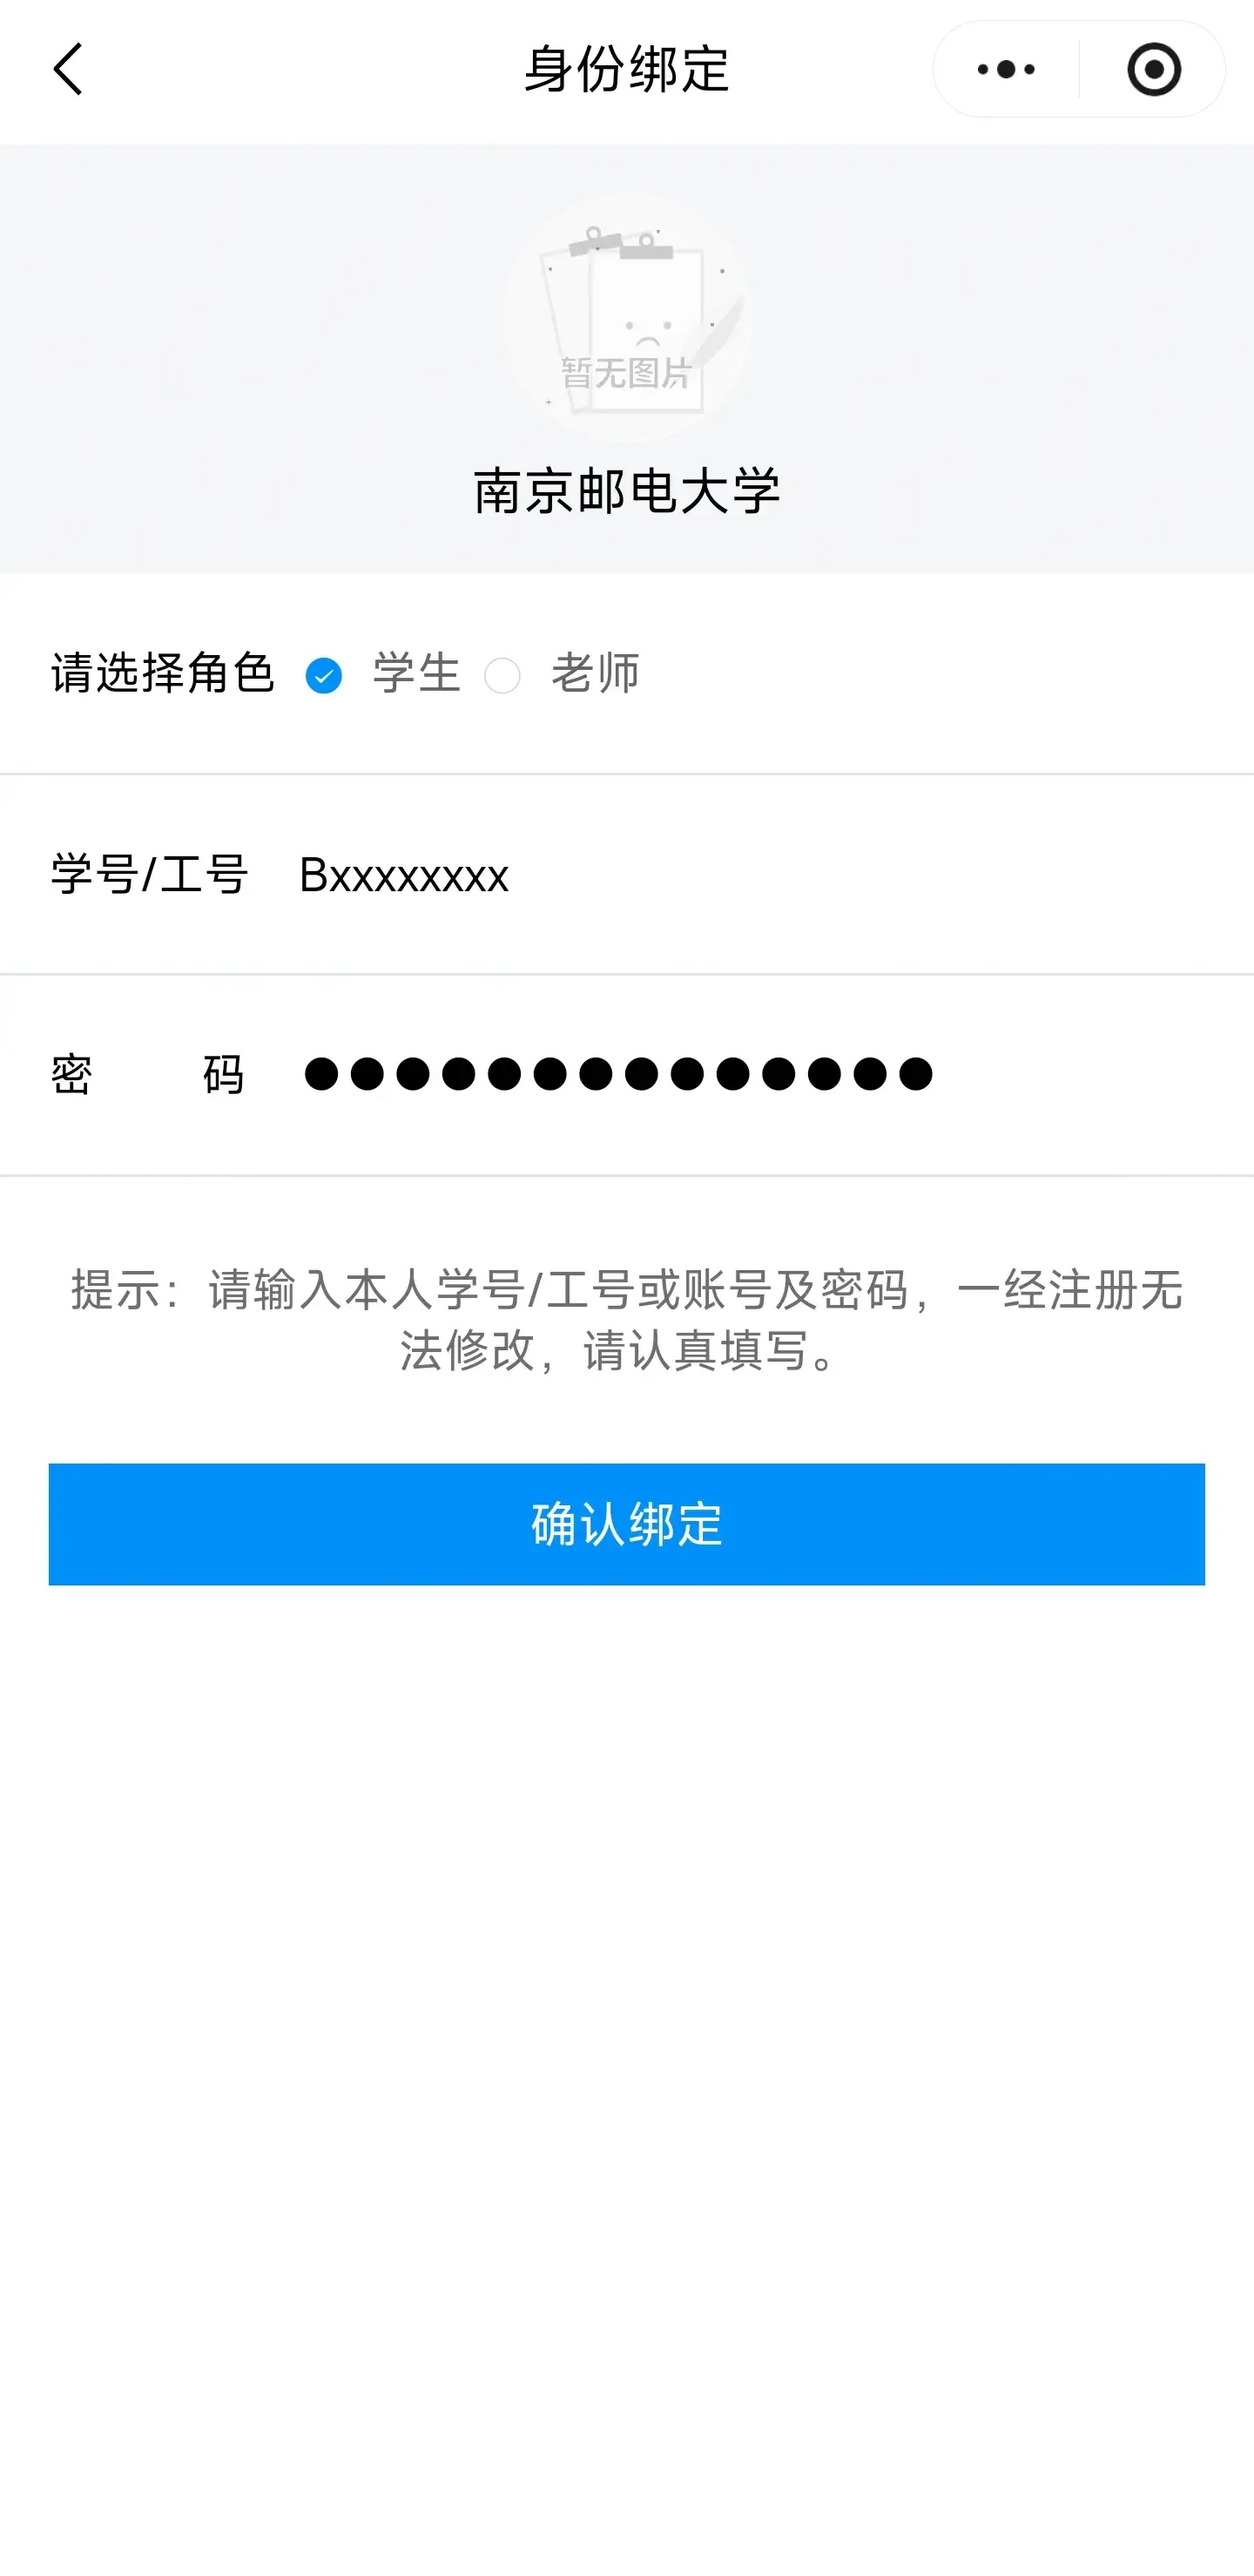 身份绑定
暂无图片
南京邮电大学
请选择角色 学生 老师
学号/工号 Bxxxxxxxx
密 码 ●●●●●●●●●●●●●●
提示：请输入本人学号/工号或账号及密码，一经注册无
法修改，请认真填写。
确认绑定